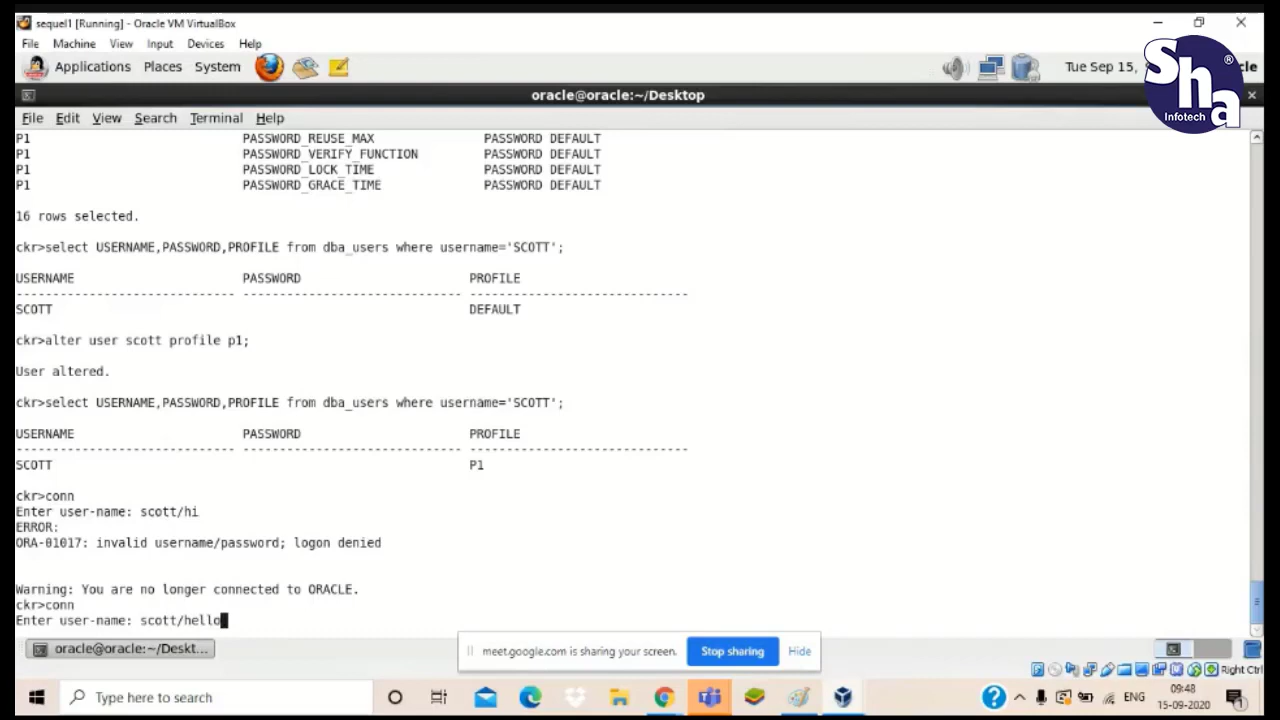 sequel1 [Running] - Oracle VM VirtualBox
File Machine View Input Devices Help
Applications Places System
Tue Sep 15,
cle
Sha
®
Infotech
oracle@oracle:~/Desktop
File Edit View Search Terminal Help
P1 PASSWORD_REUSE_MAX PASSWORD DEFAULT
P1 PASSWORD_VERIFY_FUNCTION PASSWORD DEFAULT
P1 PASSWORD_LOCK_TIME PASSWORD DEFAULT
P1 PASSWORD_GRACE_TIME PASSWORD DEFAULT
16 rows selected.
ckr>select USERNAME,PASSWORD,PROFILE from dba_users where username='SCOTT';
USERNAME PASSWORD PROFILE
------------------------------ ------------------------------ ------------------------------
SCOTT DEFAULT
ckr>alter user scott profile p1;
User altered.
ckr>select USERNAME,PASSWORD,PROFILE from dba_users where username='SCOTT';
USERNAME PASSWORD PROFILE
------------------------------ ------------------------------ ------------------------------
SCOTT P1
ckr>conn
Enter user-name: scott/hi
ERROR:
ORA-01017: invalid username/password; logon denied
Warning: You are no longer connected to ORACLE.
ckr>conn
Enter user-name: scott/hello
oracle@oracle:~/Deskt...
meet.google.com is sharing your screen. Stop sharing Hide
Right Ctrl
Type here to search
ENG
09:48
15-09-2020